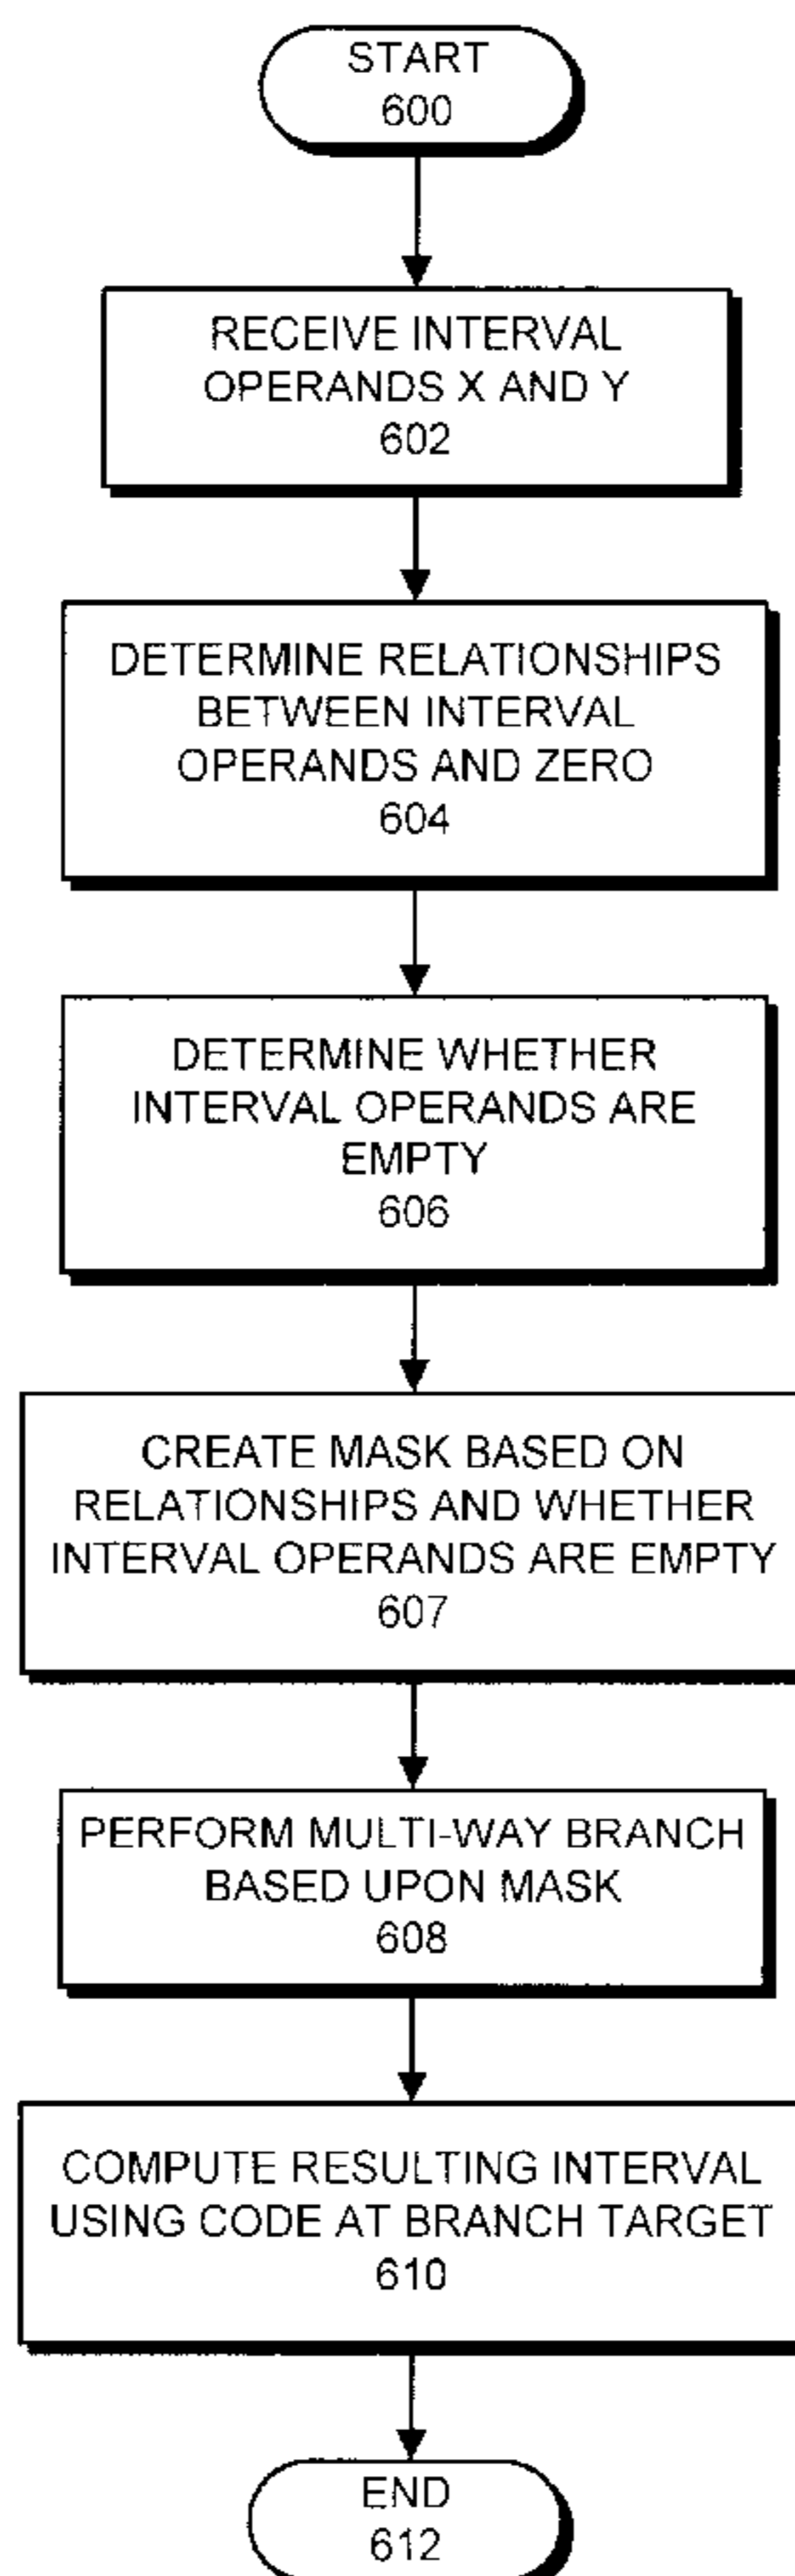 START
600
RECEIVE INTERVAL
OPERANDS X AND Y
602
DETERMINE RELATIONSHIPS
BETWEEN INTERVAL
OPERANDS AND ZERO
604
DETERMINE WHETHER
INTERVAL OPERANDS ARE
EMPTY
606
CREATE MASK BASED ON
RELATIONSHIPS AND WHETHER
INTERVAL OPERANDS ARE EMPTY
607
PERFORM MULTI-WAY BRANCH
BASED UPON MASK
608
COMPUTE RESULTING INTERVAL
USING CODE AT BRANCH TARGET
610
END
612